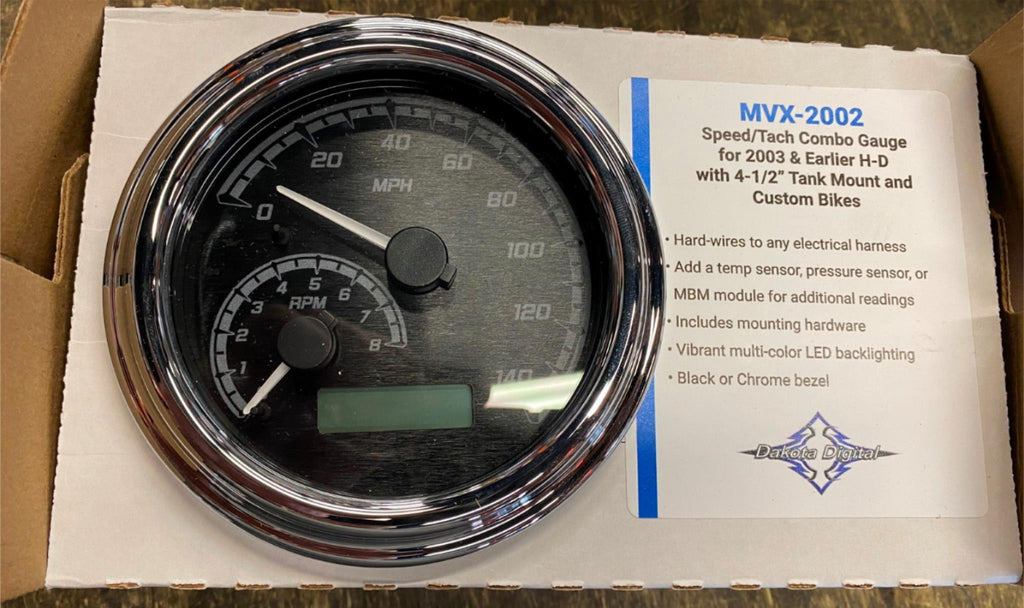 MVX-2002
Speed/Tach Combo Gauge
for 2003 & Earlier H-D
with 4-1/2" Tank Mount and
Custom Bikes
• Hard-wires to any electrical harness
• Add a temp sensor, pressure sensor, or
MBM module for additional readings
• Includes mounting hardware
• Vibrant multi-color LED backlighting
• Black or Chrome bezel
Dakota Digital
0
20
40
60
80
100
120
140
MPH
1
2
3
4
5
6
7
8
RPM